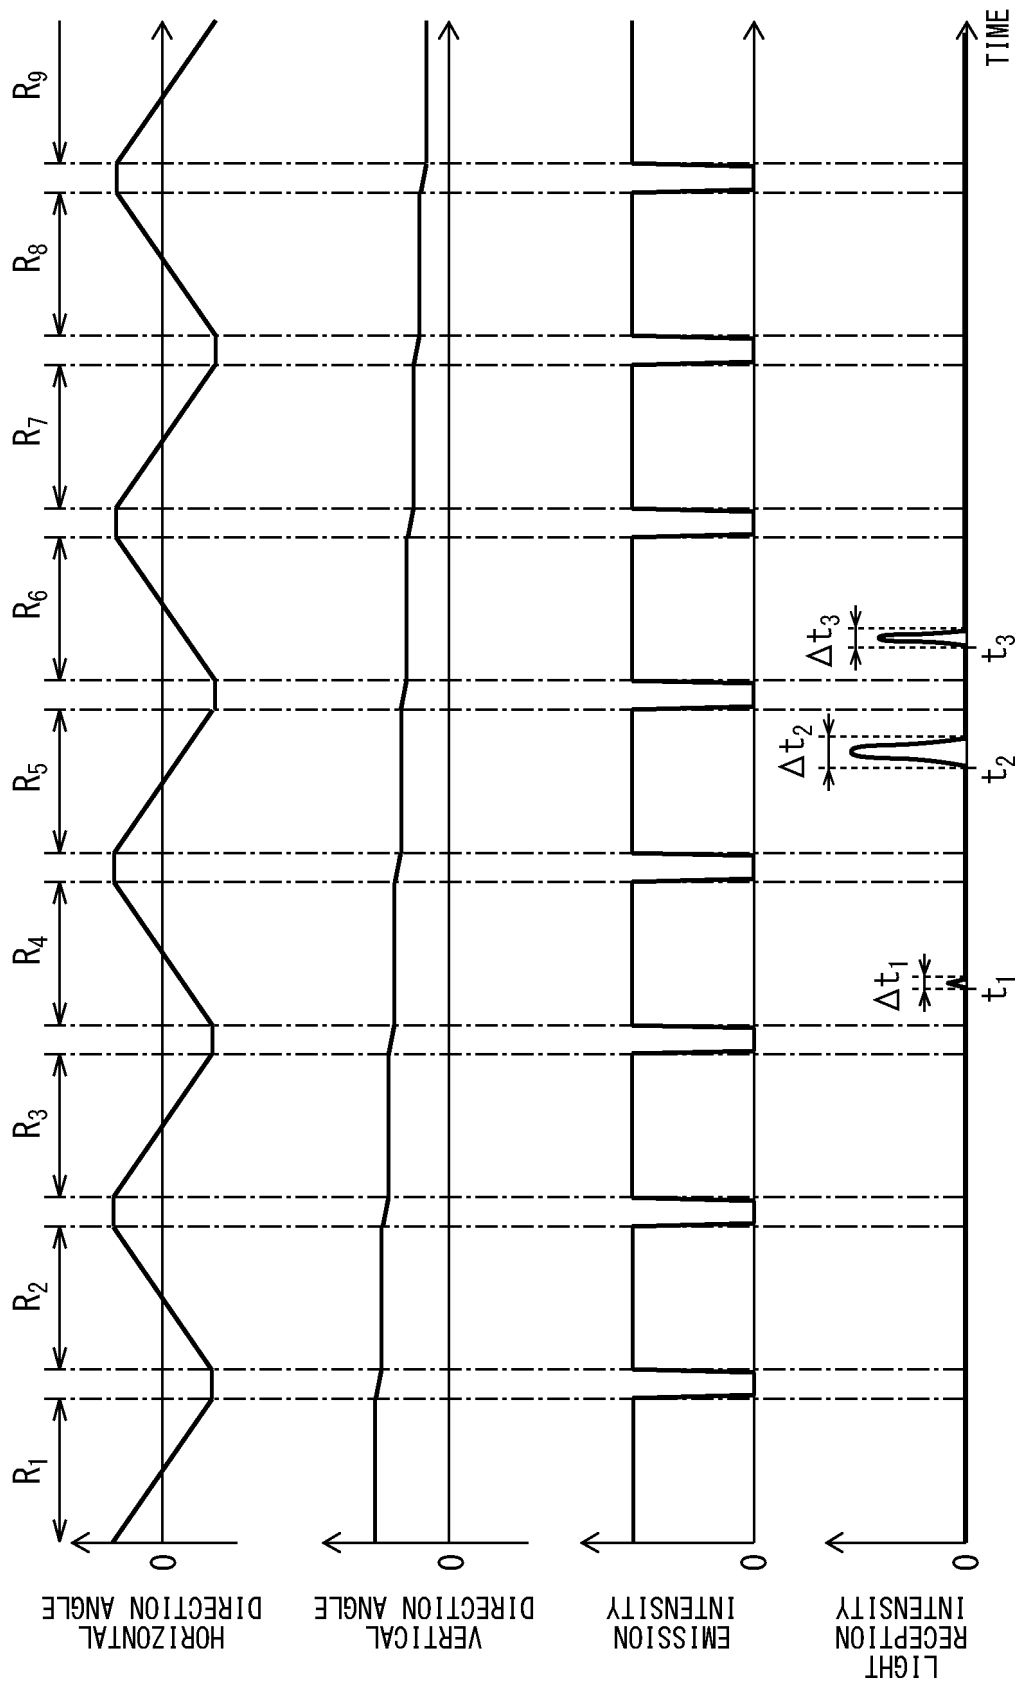 R1 R2 R3 R4 R5 R6 R7 R8 R9
HORIZONTAL
DIRECTION ANGLE
0
VERTICAL
DIRECTION ANGLE
0
EMISSION
INTENSITY
0
LIGHT
RECEPTION
INTENSITY
0
Δt1 Δt2 Δt3
t1 t2 t3
TIME